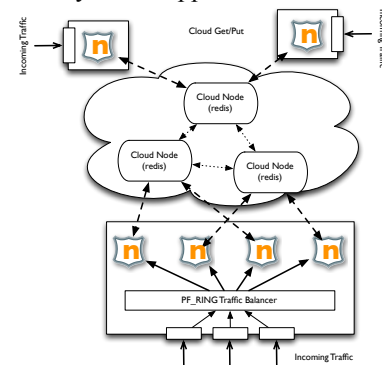 Cloud Get/Put
Incoming Traffic
n
n
Incoming Traffic
Cloud Node
(redis)
Cloud Node
(redis)
Cloud Node
(redis)
n
n
n
n
PF_RING Traffic Balancer
Incoming Traffic